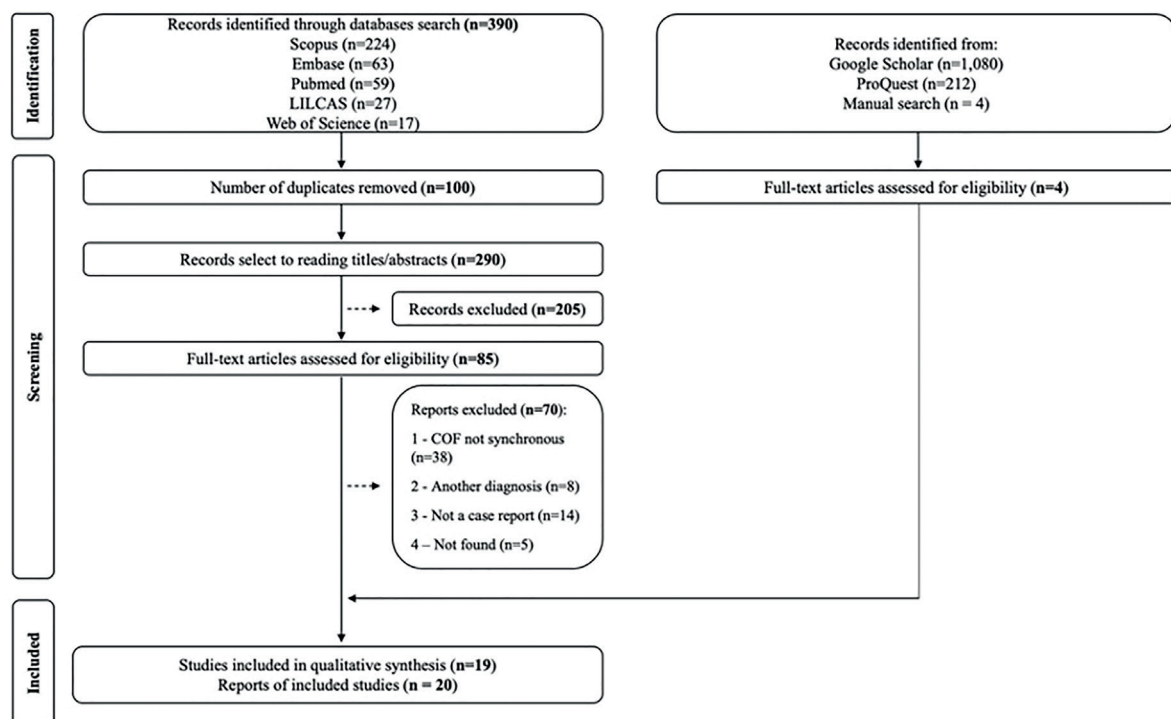 Identification
Records identified through databases search (n=390)
Scopus (n=224)
Embase (n=63)
Pubmed (n=59)
LILCAS (n=27)
Web of Science (n=17)
Records identified from:
Google Scholar (n=1,080)
ProQuest (n=212)
Manual search (n = 4)
Screening
Number of duplicates removed (n=100)
Full-text articles assessed for eligibility (n=4)
Records select to reading titles/abstracts (n=290)
Records excluded (n=205)
Full-text articles assessed for eligibility (n=85)
Reports excluded (n=70):
1 - COF not synchronous
(n=38)
2 - Another diagnosis (n=8)
3 - Not a case report (n=14)
4 – Not found (n=5)
Included
Studies included in qualitative synthesis (n=19)
Reports of included studies (n = 20)